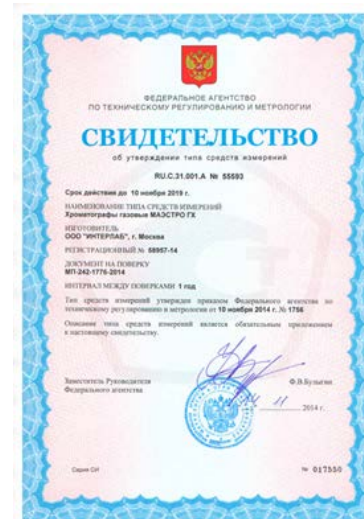 ФЕДЕРАЛЬНОЕ АГЕНТСТВО
ПО ТЕХНИЧЕСКОМУ РЕГУЛИРОВАНИЮ И МЕТРОЛОГИИ
СВИДЕТЕЛЬСТВО
об утверждении типа средств измерений
RU.C.31.001.A № 55593
Срок действия до 10 ноября 2019 г.
НАИМЕНОВАНИЕ ТИПА СРЕДСТВ ИЗМЕРЕНИЙ
Хроматографы газовые МАЭСТРО ГХ
ИЗГОТОВИТЕЛЬ
ООО "ИНТЕРЛАБ", г. Москва
РЕГИСТРАЦИОННЫЙ № 58957-14
ДОКУМЕНТ НА ПОВЕРКУ
МП-242-1776-2014
ИНТЕРВАЛ МЕЖДУ ПОВЕРКАМИ 1 год
Тип средств измерений утвержден приказом Федерального агентства по
техническому регулированию и метрологии от 10 ноября 2014 г. № 1756
Описание типа средств измерений является обязательным приложением
к настоящему свидетельству.
Заместитель Руководителя
Федерального агентства
Ф.В.Булыгин
14 11 2014 г.
Серия СИ
№ 017550